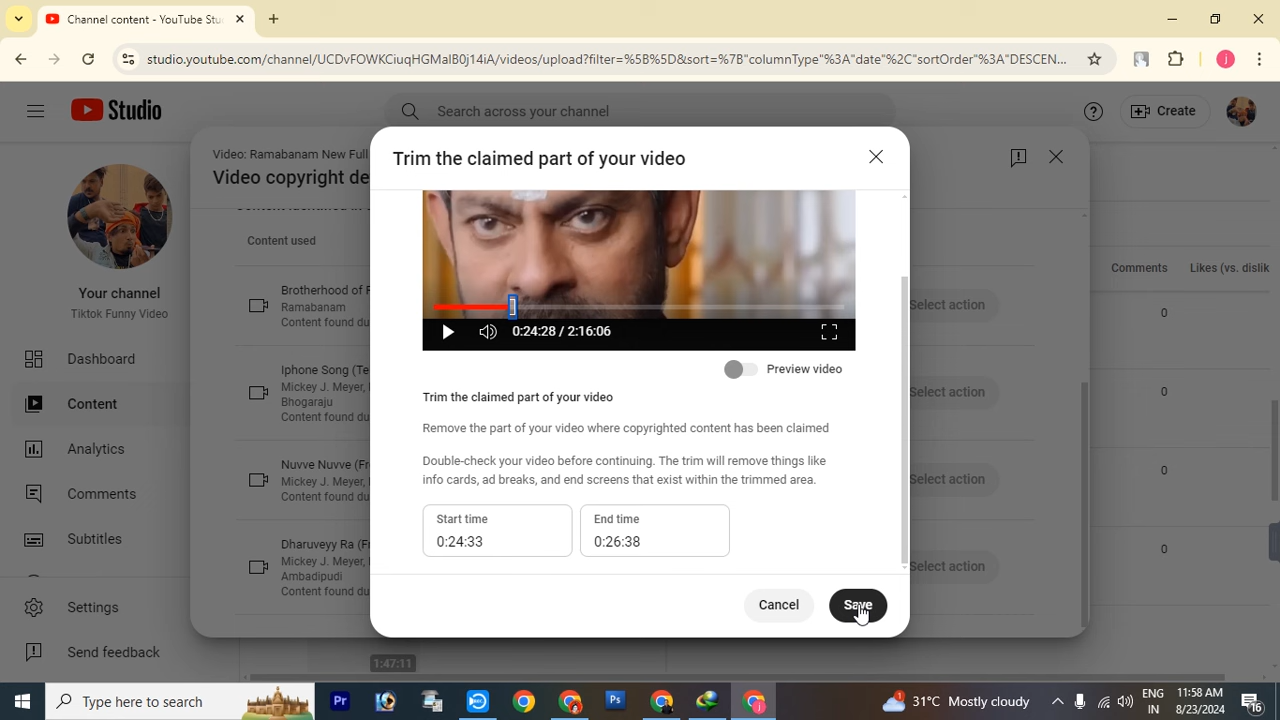 Channel content - YouTube Stu
studio.youtube.com/channel/UCDvFOWKCiuqHGMaIB0j14iA/videos/upload?filter=%5B%5D&sort=%7B"columnType"%3A"date"%2C"sortOrder"%3A"DESCEN...
i
Studio
Search across your channel
Create
Video: Ramabanam New Full
Video copyright de
Trim the claimed part of your video
Content used
Comments
Likes (vs. dislik
Your channel
Tiktok Funny Video
Brotherhood of
Ramabanam
Content found du
Select action
0
0:24:28 / 2:16:06
Dashboard
Iphone Song (Te
Mickey J. Meyer,
Bhogaraju
Content found du
Select action
0
Preview video
Content
Trim the claimed part of your video
Remove the part of your video where copyrighted content has been claimed
Analytics
Double-check your video before continuing. The trim will remove things like
info cards, ad breaks, and end screens that exist within the trimmed area.
Nuvve Nuvve (Fr
Mickey J. Meyer,
Content found du
Select action
0
Comments
Start time
0:24:33
End time
0:26:38
Subtitles
Dharuveyy Ra (F
Mickey J. Meyer,
Ambadipudi
Content found du
Select action
0
Settings
Cancel
Save
Send feedback
1:47:11
Type here to search
Pr
Ps
1
31°C Mostly cloudy
ENG
IN
11:58 AM
8/23/2024
16